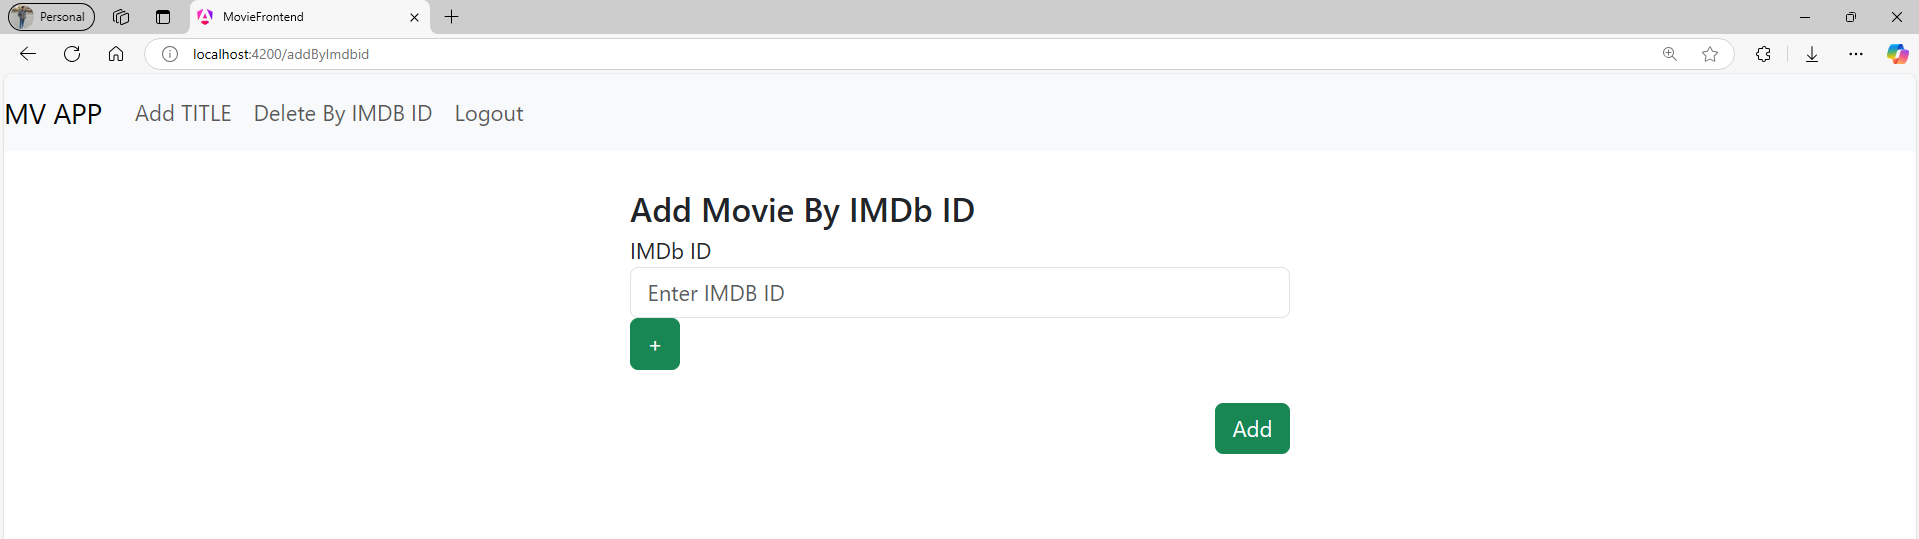 Personal
MovieFrontend
localhost:4200/addByImdbid
MV APP Add TITLE Delete By IMDB ID Logout
Add Movie By IMDb ID
IMDb ID
Enter IMDB ID
+
Add